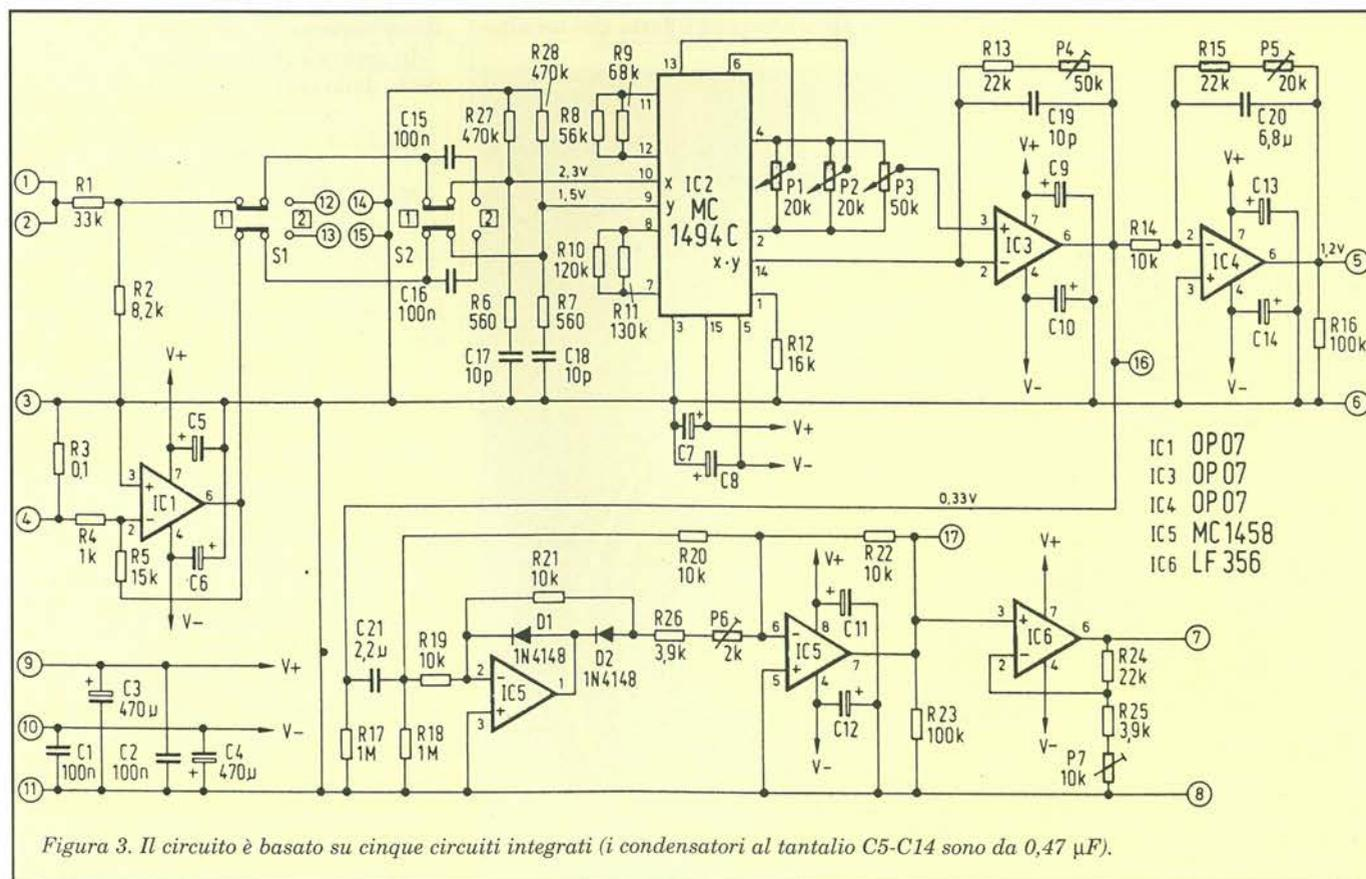 R28
470k
R9
68k
13
6
R13
22k
P4
50k
R15
22k
P5
20k
C15
100n
R27
470k
R8
56k
11
12
C19
10p
C20
6,8µ
4
V+
C9
V+
C13
1
2
R1
33k
1
12
14
2
13
15
S1
1
2
S2
2,3V
1,5V
10
x
9
y
IC2
MC
1494C
8
7
x·y
2
14
P1
20k
P2
20k
P3
50k
3
+
2
-
IC3
7
6
4
R14
10k
2
-
3
+
IC4
7
6
4
1,2V
5
R2
8,2k
C16
100n
R6
560
R7
560
R10
120k
R11
130k
3
15
5
1
R12
16k
C10
V-
C14
V-
R16
100k
C17
10p
C18
10p
16
V+
3
6
C5
C7
V+
C8
V-
R3
0,1
3
+
2
-
IC1
7
6
4
4
R4
1k
R5
15k
C6
V-
0,33V
IC1 OP07
IC3 OP07
IC4 OP07
IC5 MC1458
IC6 LF356
R20
10k
R22
10k
17
R21
10k
V+
C11
V+
C21
2,2µ
R19
10k
D1
1N4148
D2
1N4148
R26
3,9k
P6
2k
6
-
5
+
IC5
8
7
4
3
+
2
-
IC6
7
6
4
7
2
-
3
+
IC5
1
R17
1M
R18
1M
C12
V-
R23
100k
V-
R24
22k
R25
3,9k
P7
10k
9
V+
C3
470µ
10
V-
C1
100n
C2
100n
C4
470µ
11
8
Figura 3. Il circuito è basato su cinque circuiti integrati (i condensatori al tantalio C5-C14 sono da 0,47 µF).